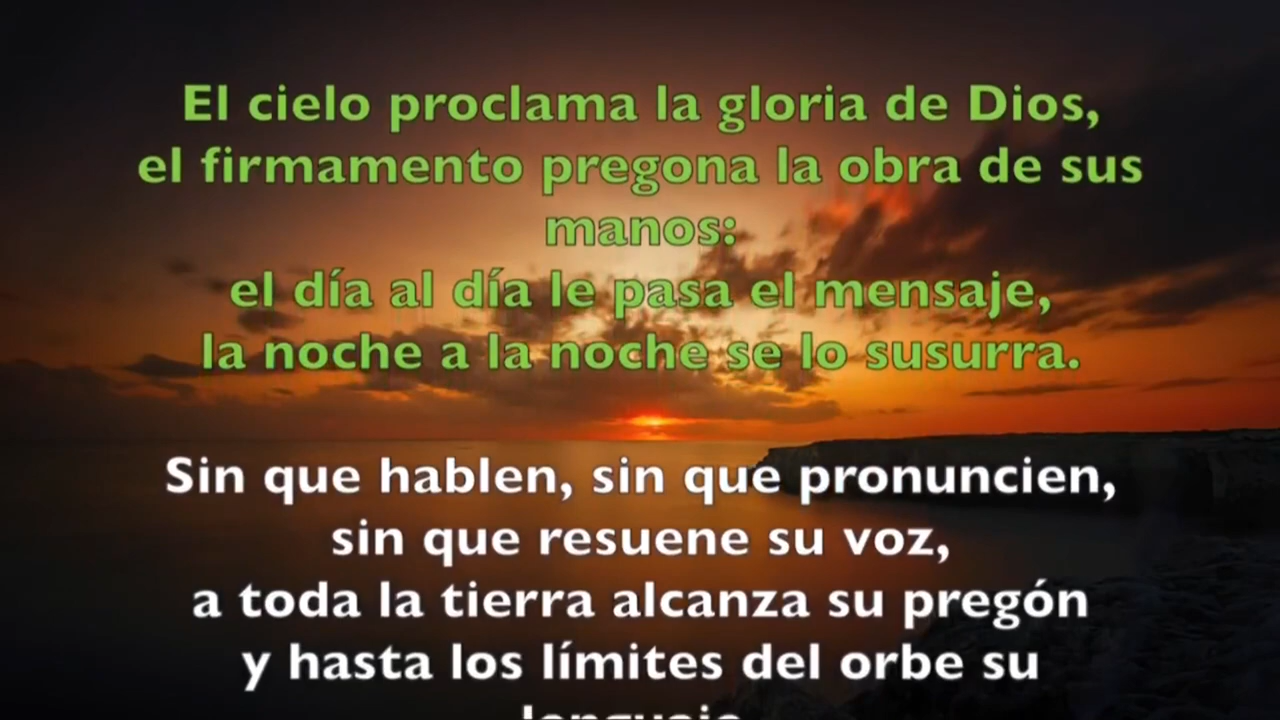 El cielo proclama la gloria de Dios,
el firmamento pregona la obra de sus
manos:
el día al día le pasa el mensaje,
la noche a la noche se lo susurra.
Sin que hablen, sin que pronuncien,
sin que resuene su voz,
a toda la tierra alcanza su pregón
y hasta los límites del orbe su